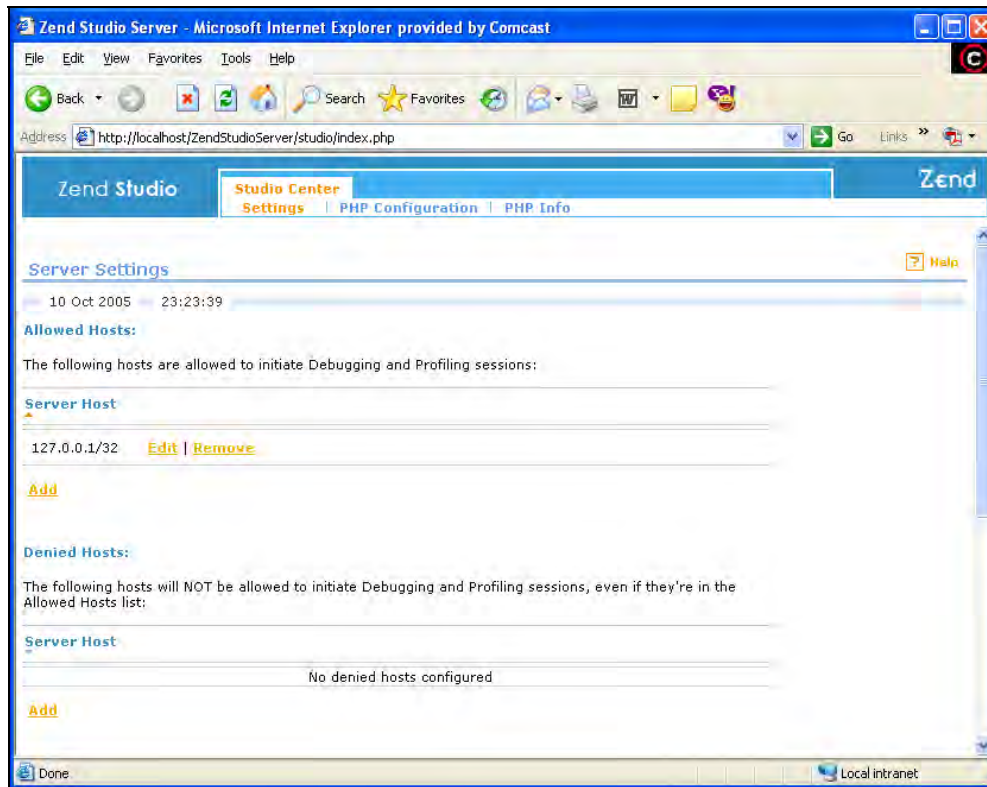 Zend Studio Server - Microsoft Internet Explorer provided by Comcast
File Edit View Favorites Tools Help
Back Search Favorites
Address http://localhost/ZendStudioServer/studio/index.php Go Links »
Zend Studio
Zend
Studio Center
Settings | PHP Configuration | PHP Info
Server Settings
? Help
10 Oct 2005 23:23:39
Allowed Hosts:
The following hosts are allowed to initiate Debugging and Profiling sessions:
Server Host
127.0.0.1/32 Edit | Remove
Add
Denied Hosts:
The following hosts will NOT be allowed to initiate Debugging and Profiling sessions, even if they're in the
Allowed Hosts list:
Server Host
No denied hosts configured
Add
Done Local intranet